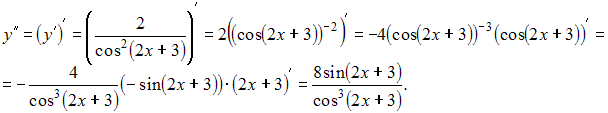 y″ = (y′)′ = (2/cos²(2x+3))′ = 2((cos(2x+3))⁻²)′ = −4(cos(2x+3))⁻³(cos(2x+3))′ =
= −4/cos³(2x+3) (−sin(2x+3))·(2x+3)′ = 8sin(2x+3)/cos³(2x+3).